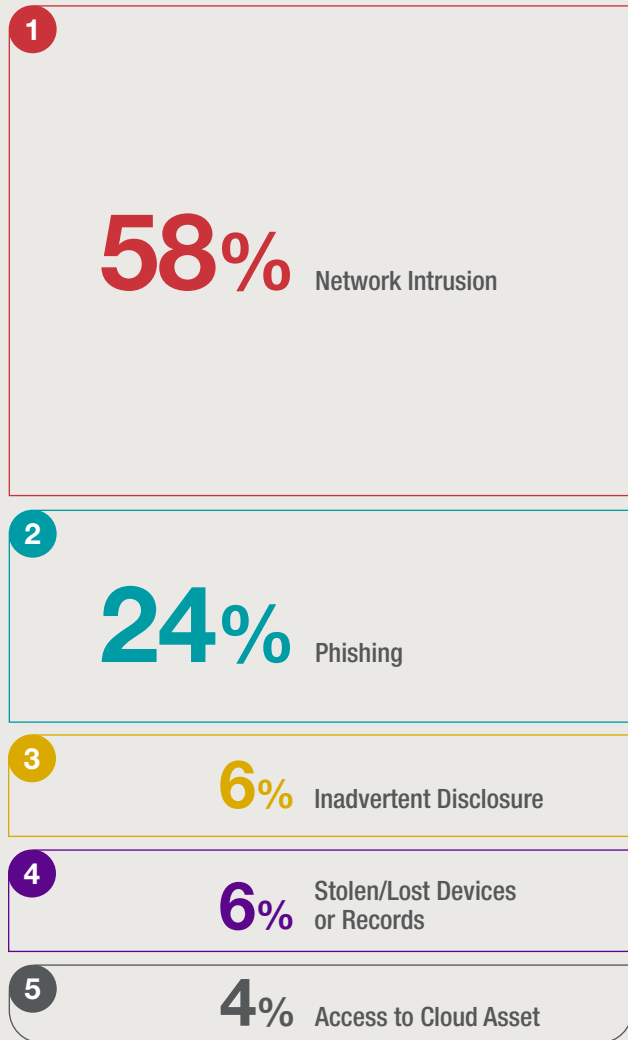 1
58% Network Intrusion
2
24% Phishing
3
6% Inadvertent Disclosure
4
6% Stolen/Lost Devices
or Records
5
4% Access to Cloud Asset